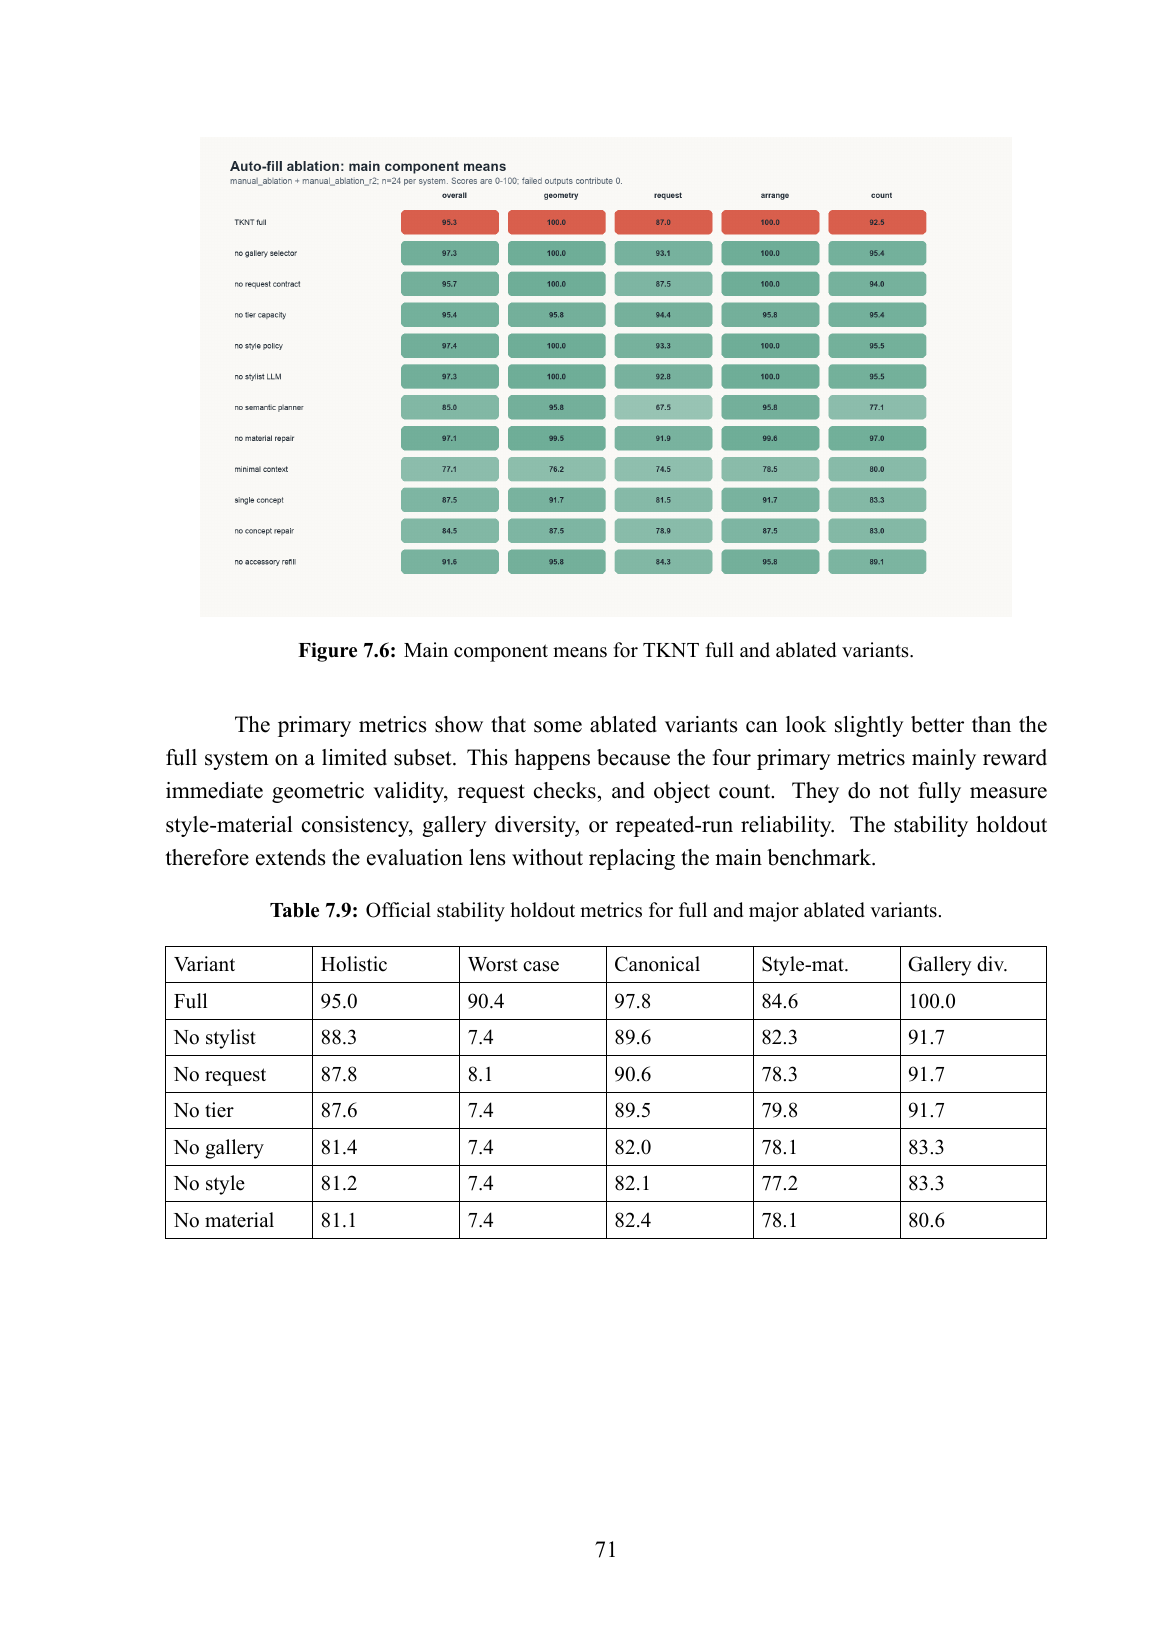 Auto-fill ablation: main component means
manual_ablation + manual_ablation_r2; n=24 per system. Scores are 0-100; failed outputs contribute 0.
overall geometry request arrange count
TKNT full 95.3 100.0 87.0 100.0 92.5
no gallery selector 97.3 100.0 93.1 100.0 95.4
no request contract 95.7 100.0 87.5 100.0 94.0
no tier capacity 95.4 95.8 94.4 95.8 95.4
no style policy 97.4 100.0 93.3 100.0 95.5
no stylist LLM 97.3 100.0 92.8 100.0 95.5
no semantic planner 85.0 95.8 67.5 95.8 77.1
no material repair 97.1 99.5 91.9 99.6 97.0
minimal context 77.1 76.2 74.5 78.5 80.0
single concept 87.5 91.7 81.5 91.7 83.3
no concept repair 84.5 87.5 78.9 87.5 83.0
no accessory refill 91.6 95.8 84.3 95.8 89.1
Figure 7.6: Main component means for TKNT full and ablated variants.
The primary metrics show that some ablated variants can look slightly better than the
full system on a limited subset. This happens because the four primary metrics mainly reward
immediate geometric validity, request checks, and object count. They do not fully measure
style-material consistency, gallery diversity, or repeated-run reliability. The stability holdout
therefore extends the evaluation lens without replacing the main benchmark.
Table 7.9: Official stability holdout metrics for full and major ablated variants.
Variant Holistic Worst case Canonical Style-mat. Gallery div.
Full 95.0 90.4 97.8 84.6 100.0
No stylist 88.3 7.4 89.6 82.3 91.7
No request 87.8 8.1 90.6 78.3 91.7
No tier 87.6 7.4 89.5 79.8 91.7
No gallery 81.4 7.4 82.0 78.1 83.3
No style 81.2 7.4 82.1 77.2 83.3
No material 81.1 7.4 82.4 78.1 80.6
71